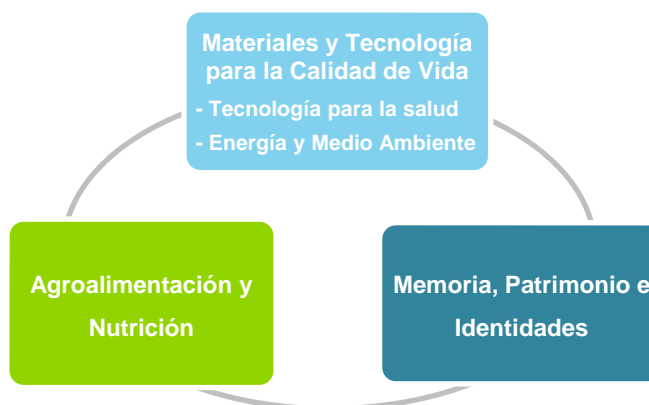 Materiales y Tecnología
para la Calidad de Vida
- Tecnología para la salud
- Energía y Medio Ambiente
Agroalimentación y
Nutrición
Memoria, Patrimonio e
Identidades